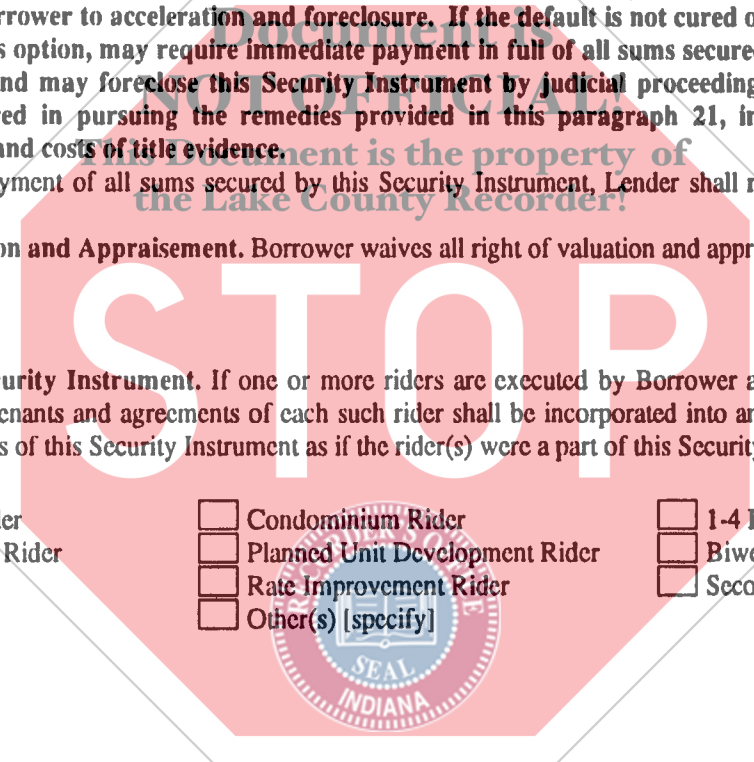 rrower to acceleration and foreclosure. If the default is not cured o
s option, may require immediate payment in full of all sums secure
nd may foreclose this Security Instrument by judicial proceeding
red in pursuing the remedies provided in this paragraph 21, in
and costs of title evidence.
yment of all sums secured by this Security Instrument, Lender shall r
on and Appraisement. Borrower waives all right of valuation and appr
urity Instrument. If one or more riders are executed by Borrower a
enants and agreements of each such rider shall be incorporated into an
s of this Security Instrument as if the rider(s) were a part of this Security
er
Rider
Condominium Rider
Planned Unit Development Rider
Rate Improvement Rider
Other(s) [specify]
1-4
Biwe
Seco
Document is
NOT OFFICIAL!
This Document is the property of
the Lake County Recorder!
STOP
RECORDER'S OFFICE
SEAL
INDIANA